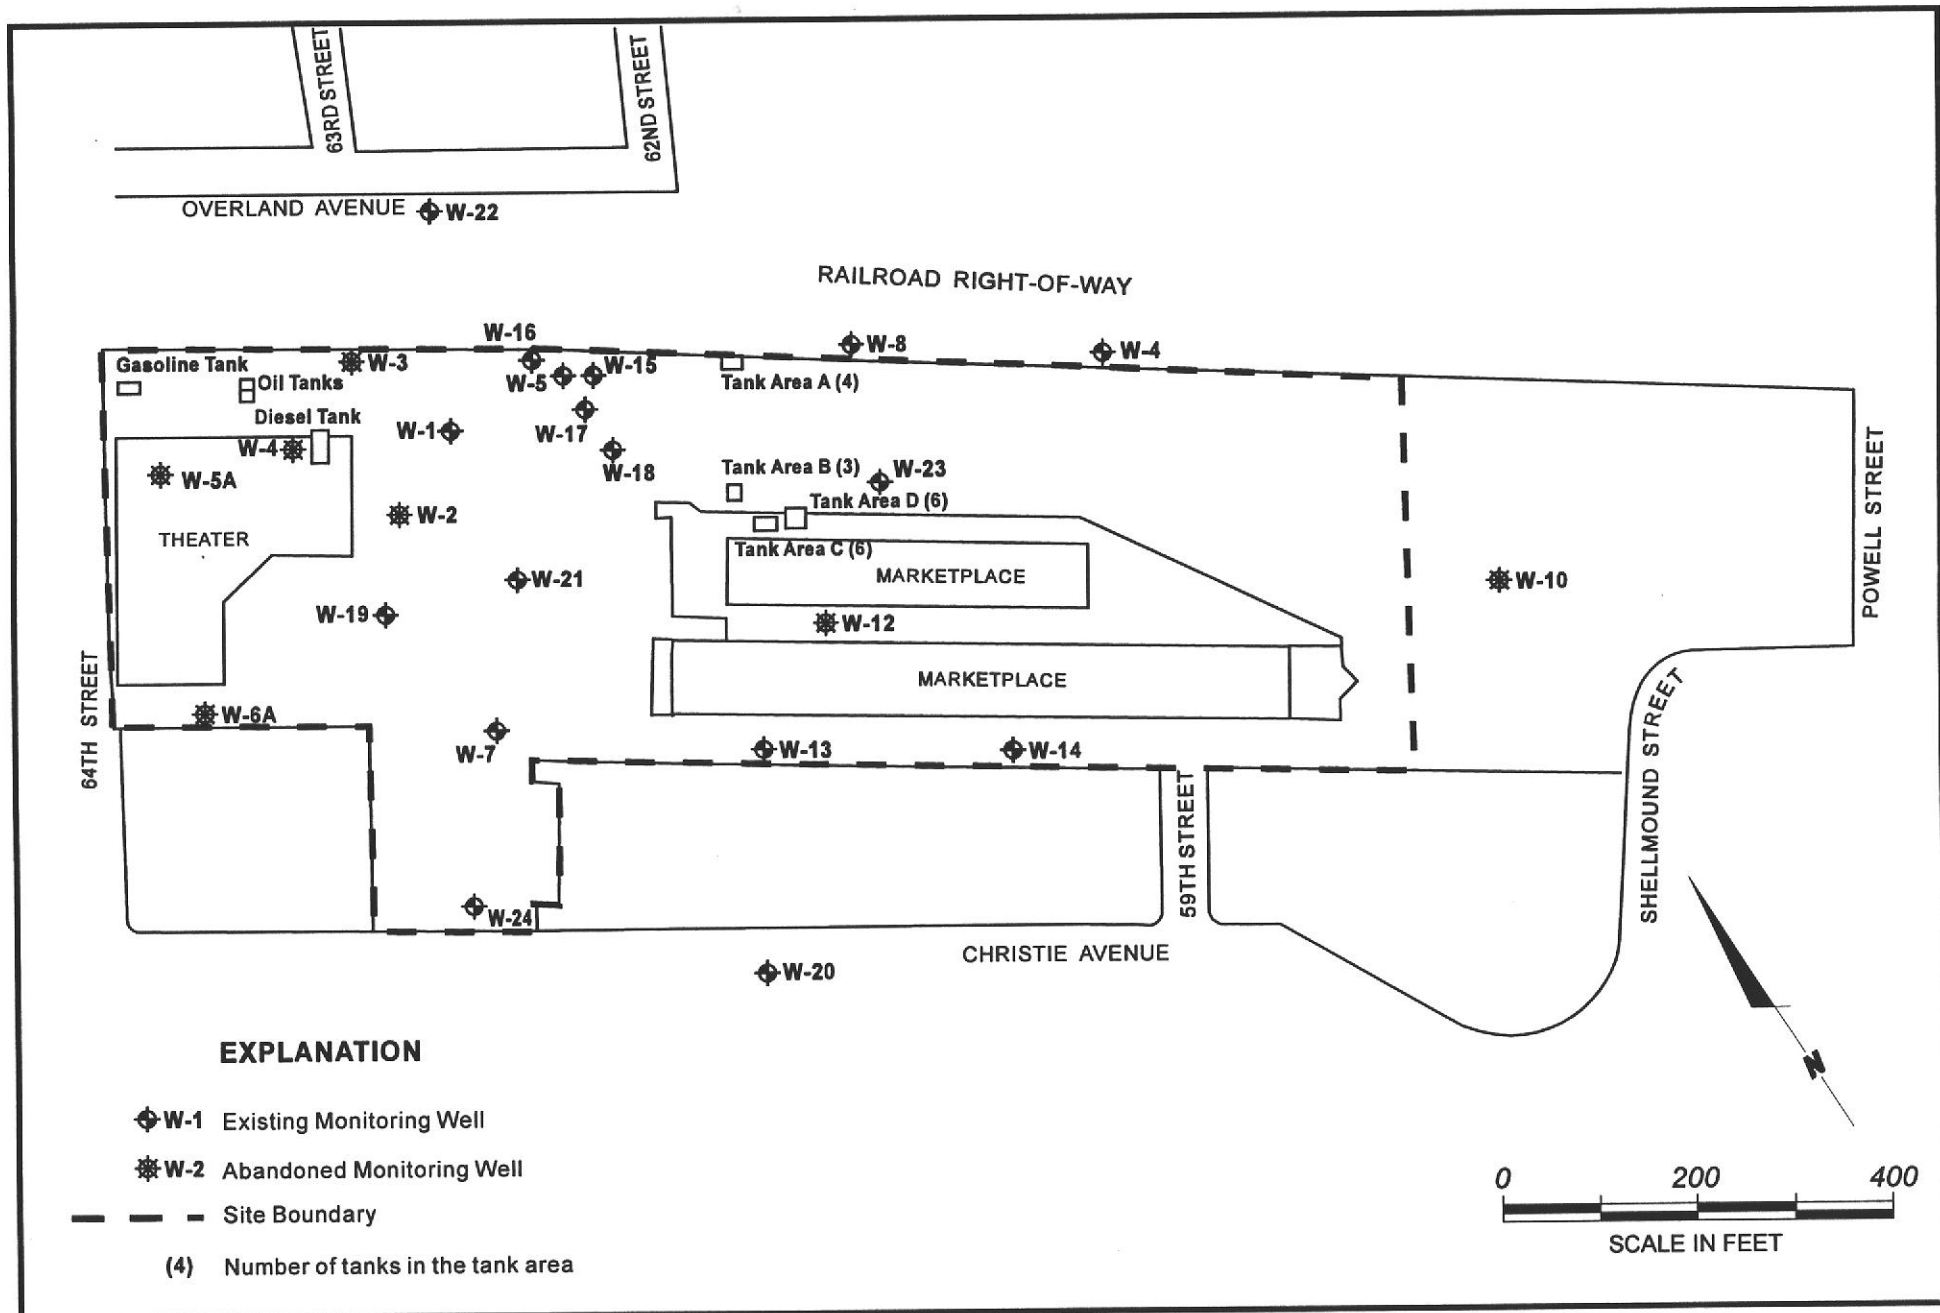 63RD STREET
62ND STREET
OVERLAND AVENUE
W-22
RAILROAD RIGHT-OF-WAY
W-16
W-8
W-4
Gasoline Tank
W-3
W-15
W-5
Oil Tanks
Tank Area A (4)
Diesel Tank
W-1
W-17
W-4
W-18
Tank Area B (3)
W-23
W-5A
Tank Area D (6)
W-2
THEATER
Tank Area C (6)
MARKETPLACE
W-21
W-10
POWELL STREET
W-19
W-12
MARKETPLACE
64TH STREET
W-6A
W-7
W-13
W-14
59TH STREET
SHELLMOUND STREET
W-24
CHRISTIE AVENUE
W-20
N
EXPLANATION
W-1 Existing Monitoring Well
W-2 Abandoned Monitoring Well
Site Boundary
(4) Number of tanks in the tank area
0 200 400
SCALE IN FEET